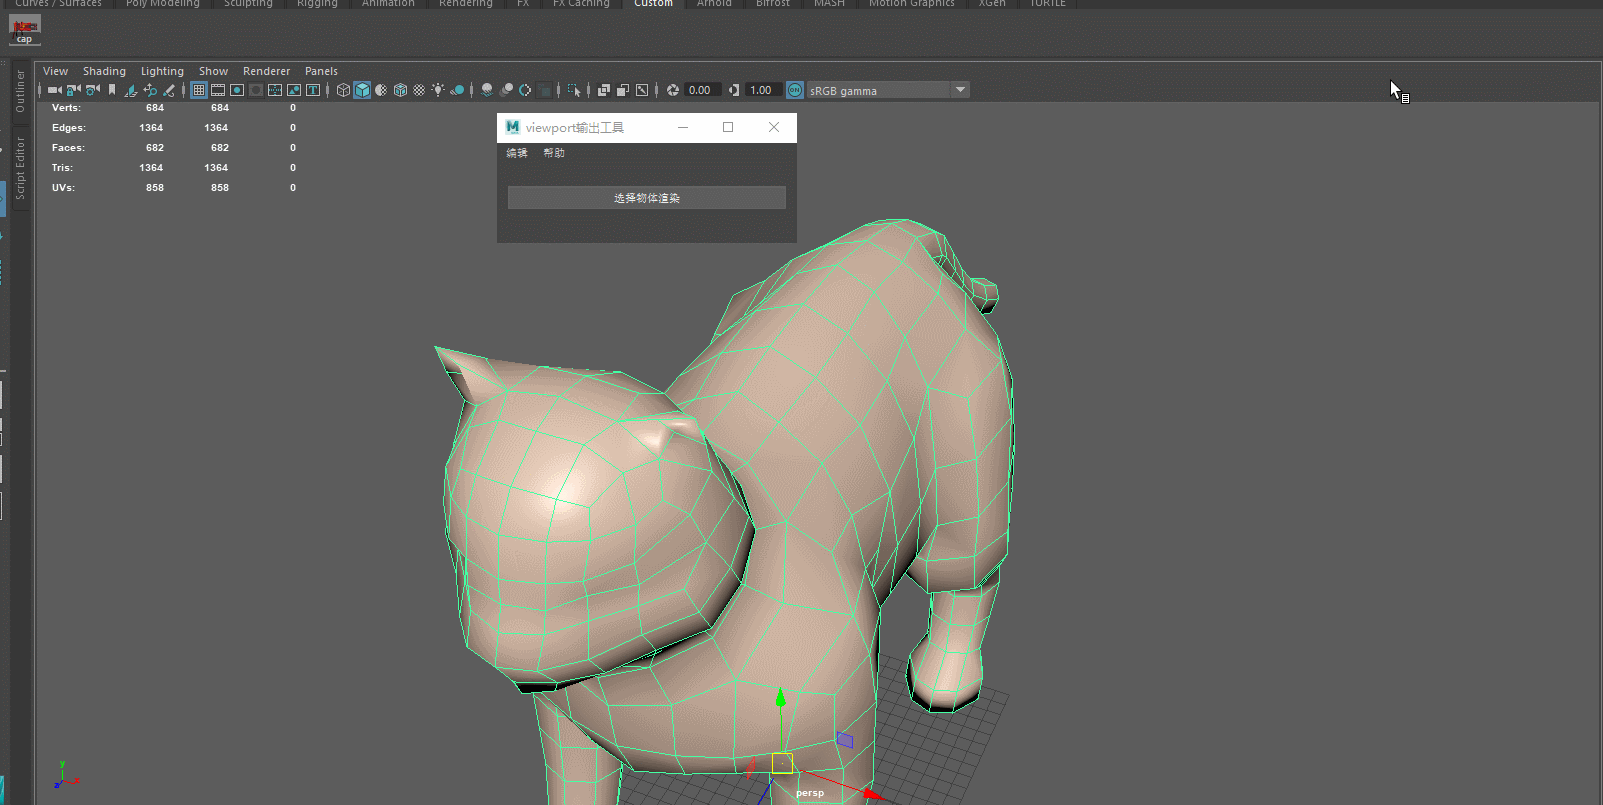 Curves / Surfaces Poly Modeling Sculpting Rigging Animation Rendering FX FX Caching Custom Arnold Bifrost MASH Motion Graphics XGen TURTLE
cap
Outliner
Script Editor
View Shading Lighting Show Renderer Panels
0.00 1.00 ON sRGB gamma
Verts: 684 684 0
Edges: 1364 1364 0
Faces: 682 682 0
Tris: 1364 1364 0
UVs: 858 858 0
M viewport输出工具
编辑 帮助
选择物体渲染
y
z x
persp